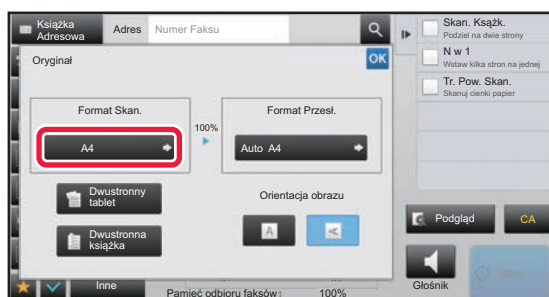 Książka
Adresowa
Adres
Numer Faksu
Skan. Ksążk.
Podziel na dwie strony
N w 1
Wstaw kilka stron na jednej
Tr. Pow. Skan.
Skanuj cienki papier
Oryginał
OK
Format Skan.
A4
100%
Format Przesł.
Auto A4
Dwustronny
tablet
Dwustronna
książka
Orientacja obrazu
A
A
Podgląd
CA
Głośnik
Start
Inne
Pamięć odbioru faksów:
100%